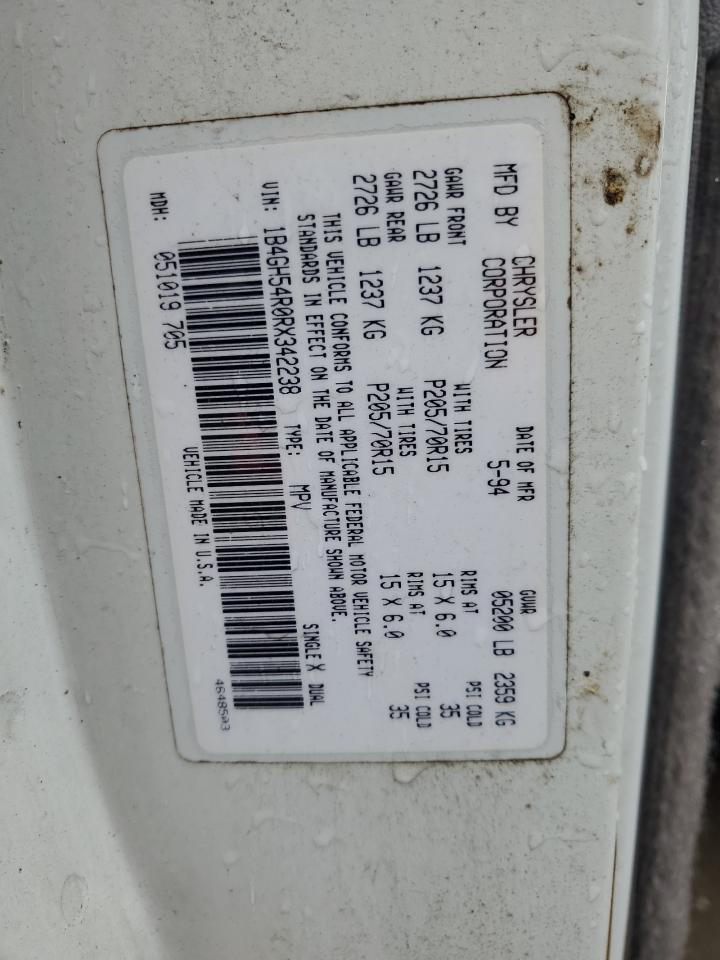 MFD BY CHRYSLER CORPORATION DATE OF MFR 5-94 GVWR 05200 LB 2359 KG
GAWR FRONT WITH TIRES RIMS AT PSI COLD
2726 LB 1237 KG P205/70R15 15 X 6.0 35
GAWR REAR WITH TIRES RIMS AT PSI COLD
2726 LB 1237 KG P205/70R15 15 X 6.0 35
THIS VEHICLE CONFORMS TO ALL APPLICABLE FEDERAL MOTOR VEHICLE SAFETY
STANDARDS IN EFFECT ON THE DATE OF MANUFACTURE SHOWN ABOVE.
VIN: 1B4GH54R0RX342238 TYPE: MPV SINGLE X DUAL
MDH: 051019 705 VEHICLE MADE IN U.S.A. 4648503